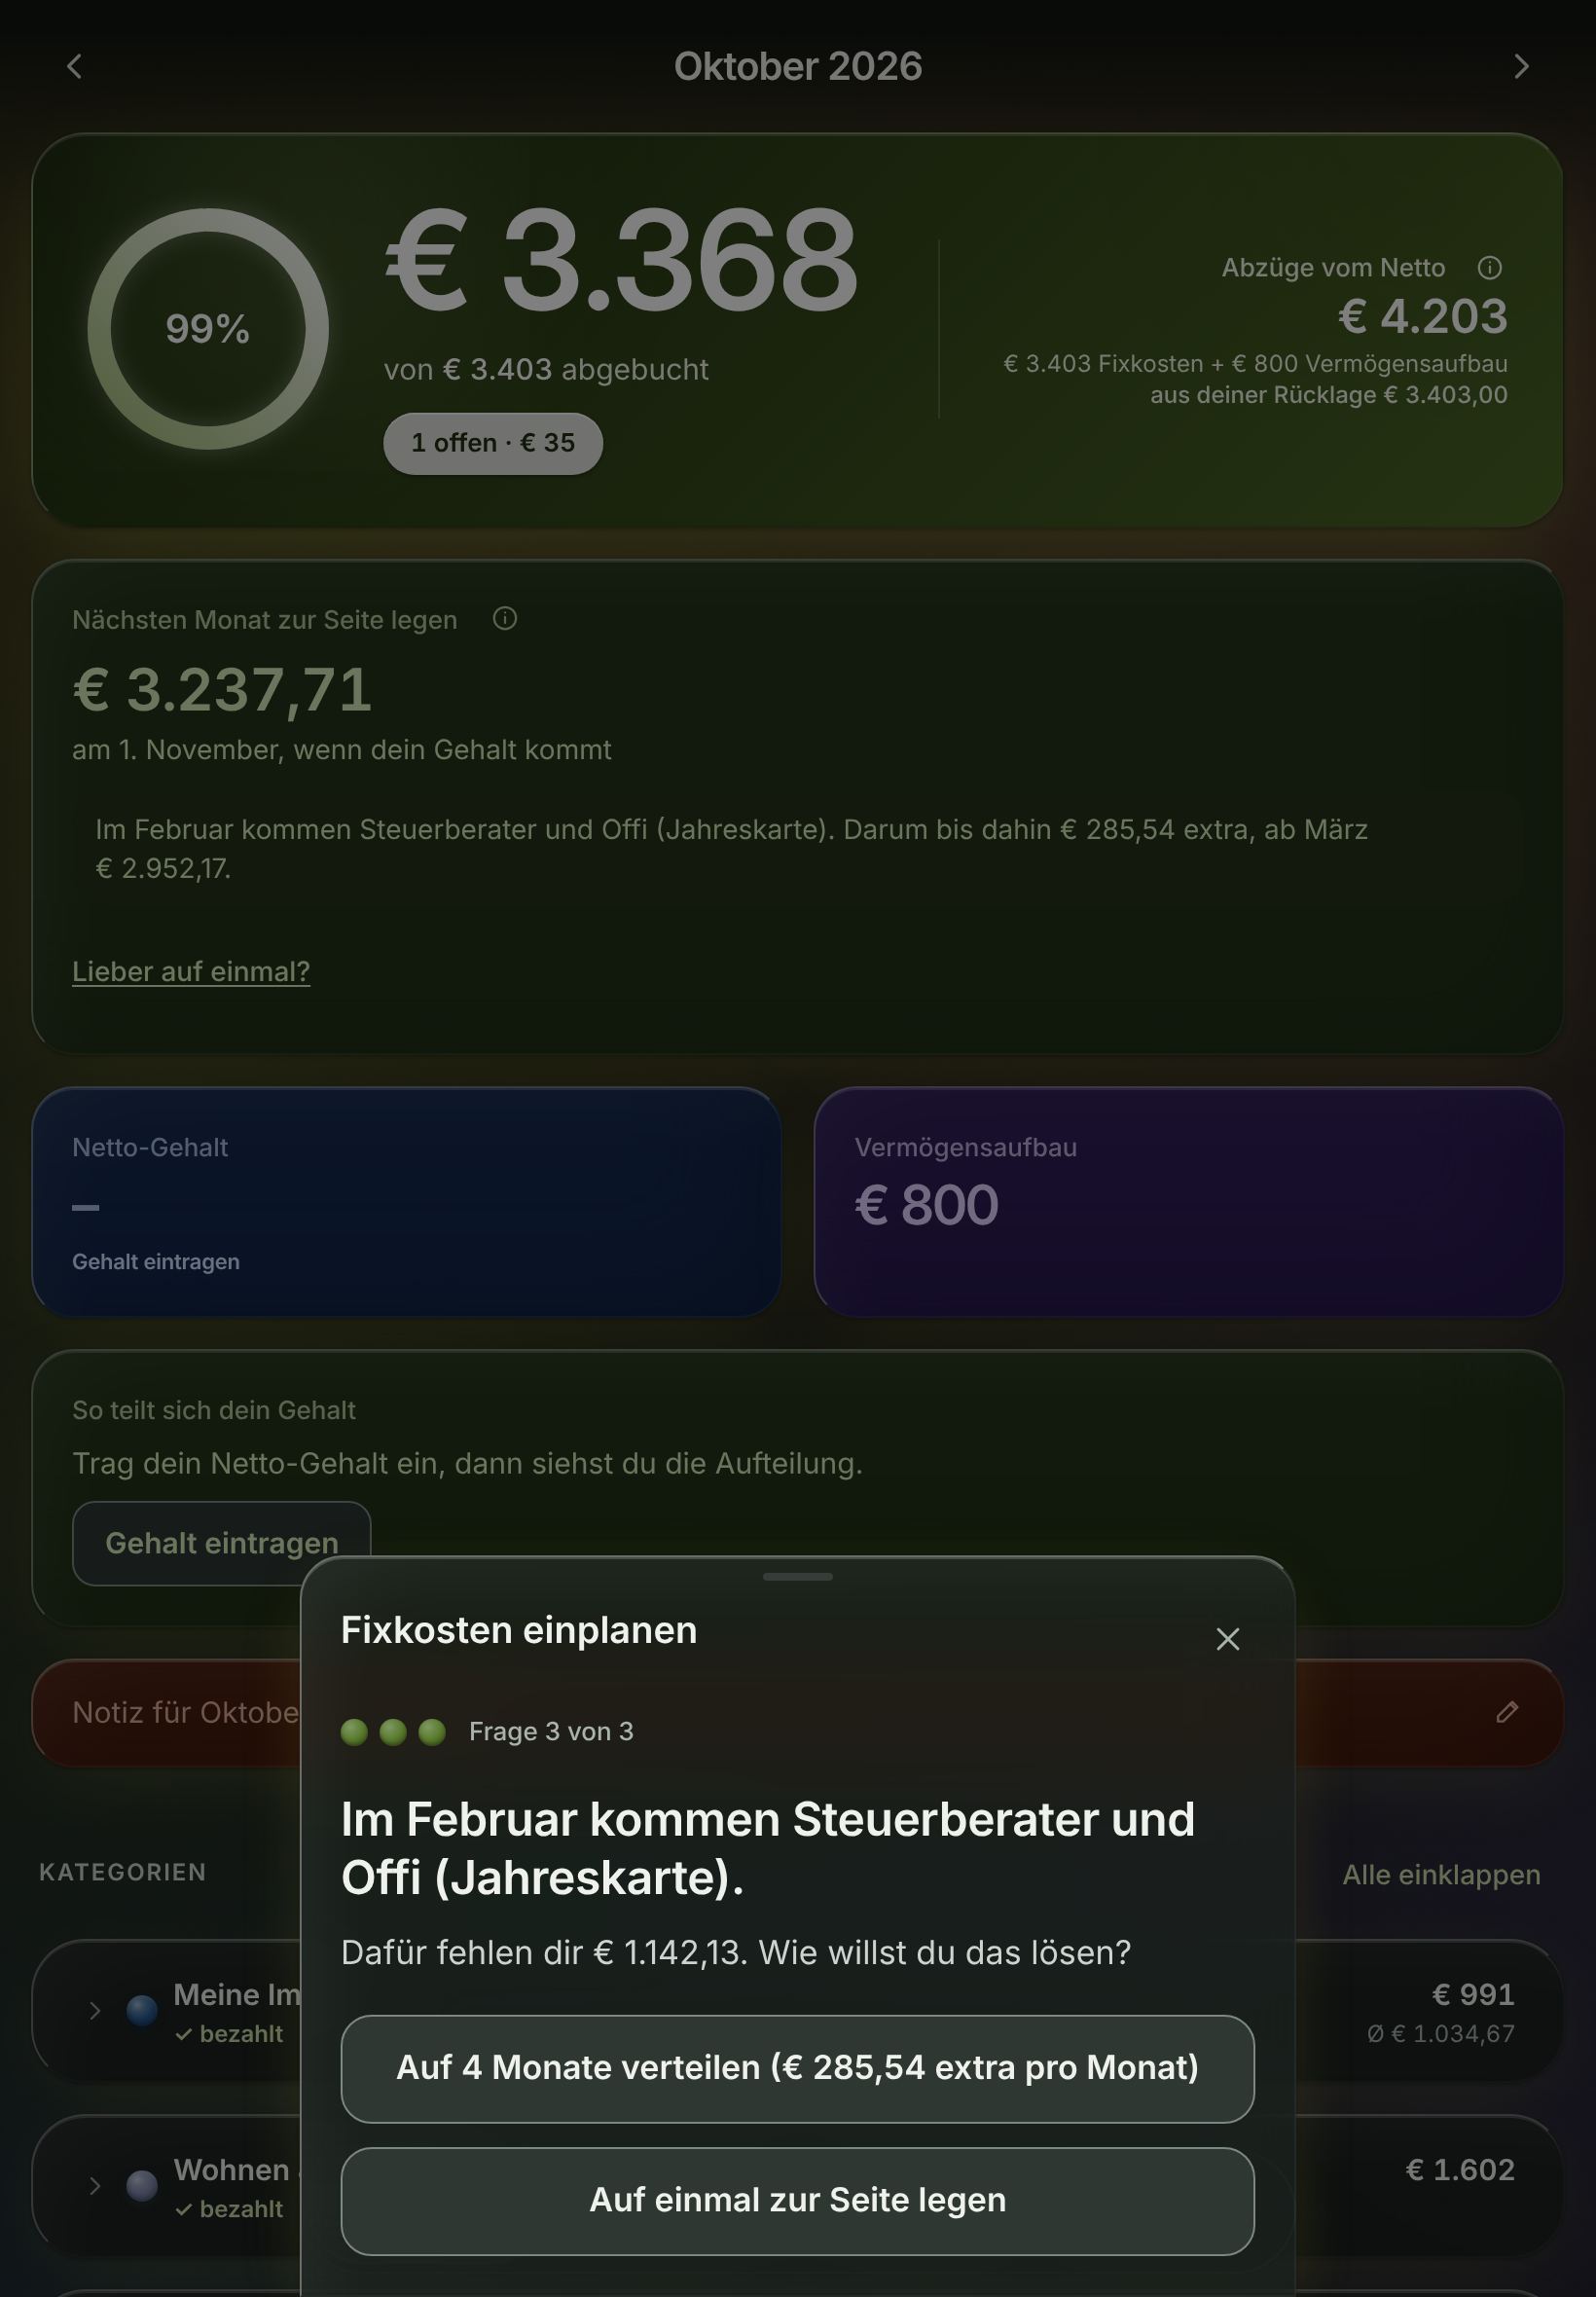 Oktober 2026
99%
€ 3.368
von € 3.403 abgebucht
1 offen · € 35
Abzüge vom Netto
€ 4.203
€ 3.403 Fixkosten + € 800 Vermögensaufbau
aus deiner Rücklage € 3.403,00
Nächsten Monat zur Seite legen
€ 3.237,71
am 1. November, wenn dein Gehalt kommt
Im Februar kommen Steuerberater und Offi (Jahreskarte). Darum bis dahin € 285,54 extra, ab März
€ 2.952,17.
Lieber auf einmal?
Netto-Gehalt
–
Gehalt eintragen
Vermögensaufbau
€ 800
So teilt sich dein Gehalt
Trag dein Netto-Gehalt ein, dann siehst du die Aufteilung.
Gehalt eintragen
Notiz für Oktobe
KATEGORIEN
Alle einklappen
Meine Im
✓ bezahlt
€ 991
Ø € 1.034,67
Wohnen
✓ bezahlt
€ 1.602
Fixkosten einplanen
Frage 3 von 3
Im Februar kommen Steuerberater und
Offi (Jahreskarte).
Dafür fehlen dir € 1.142,13. Wie willst du das lösen?
Auf 4 Monate verteilen (€ 285,54 extra pro Monat)
Auf einmal zur Seite legen